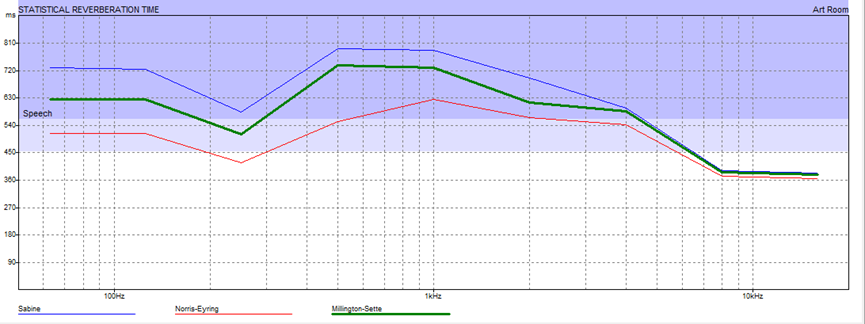 STATISTICAL REVERBERATION TIME Art Room
ms
810
720
630
Speech
540
450
360
270
180
90
100Hz 1kHz 10kHz
Sabine Norris-Eyring Millington-Sette